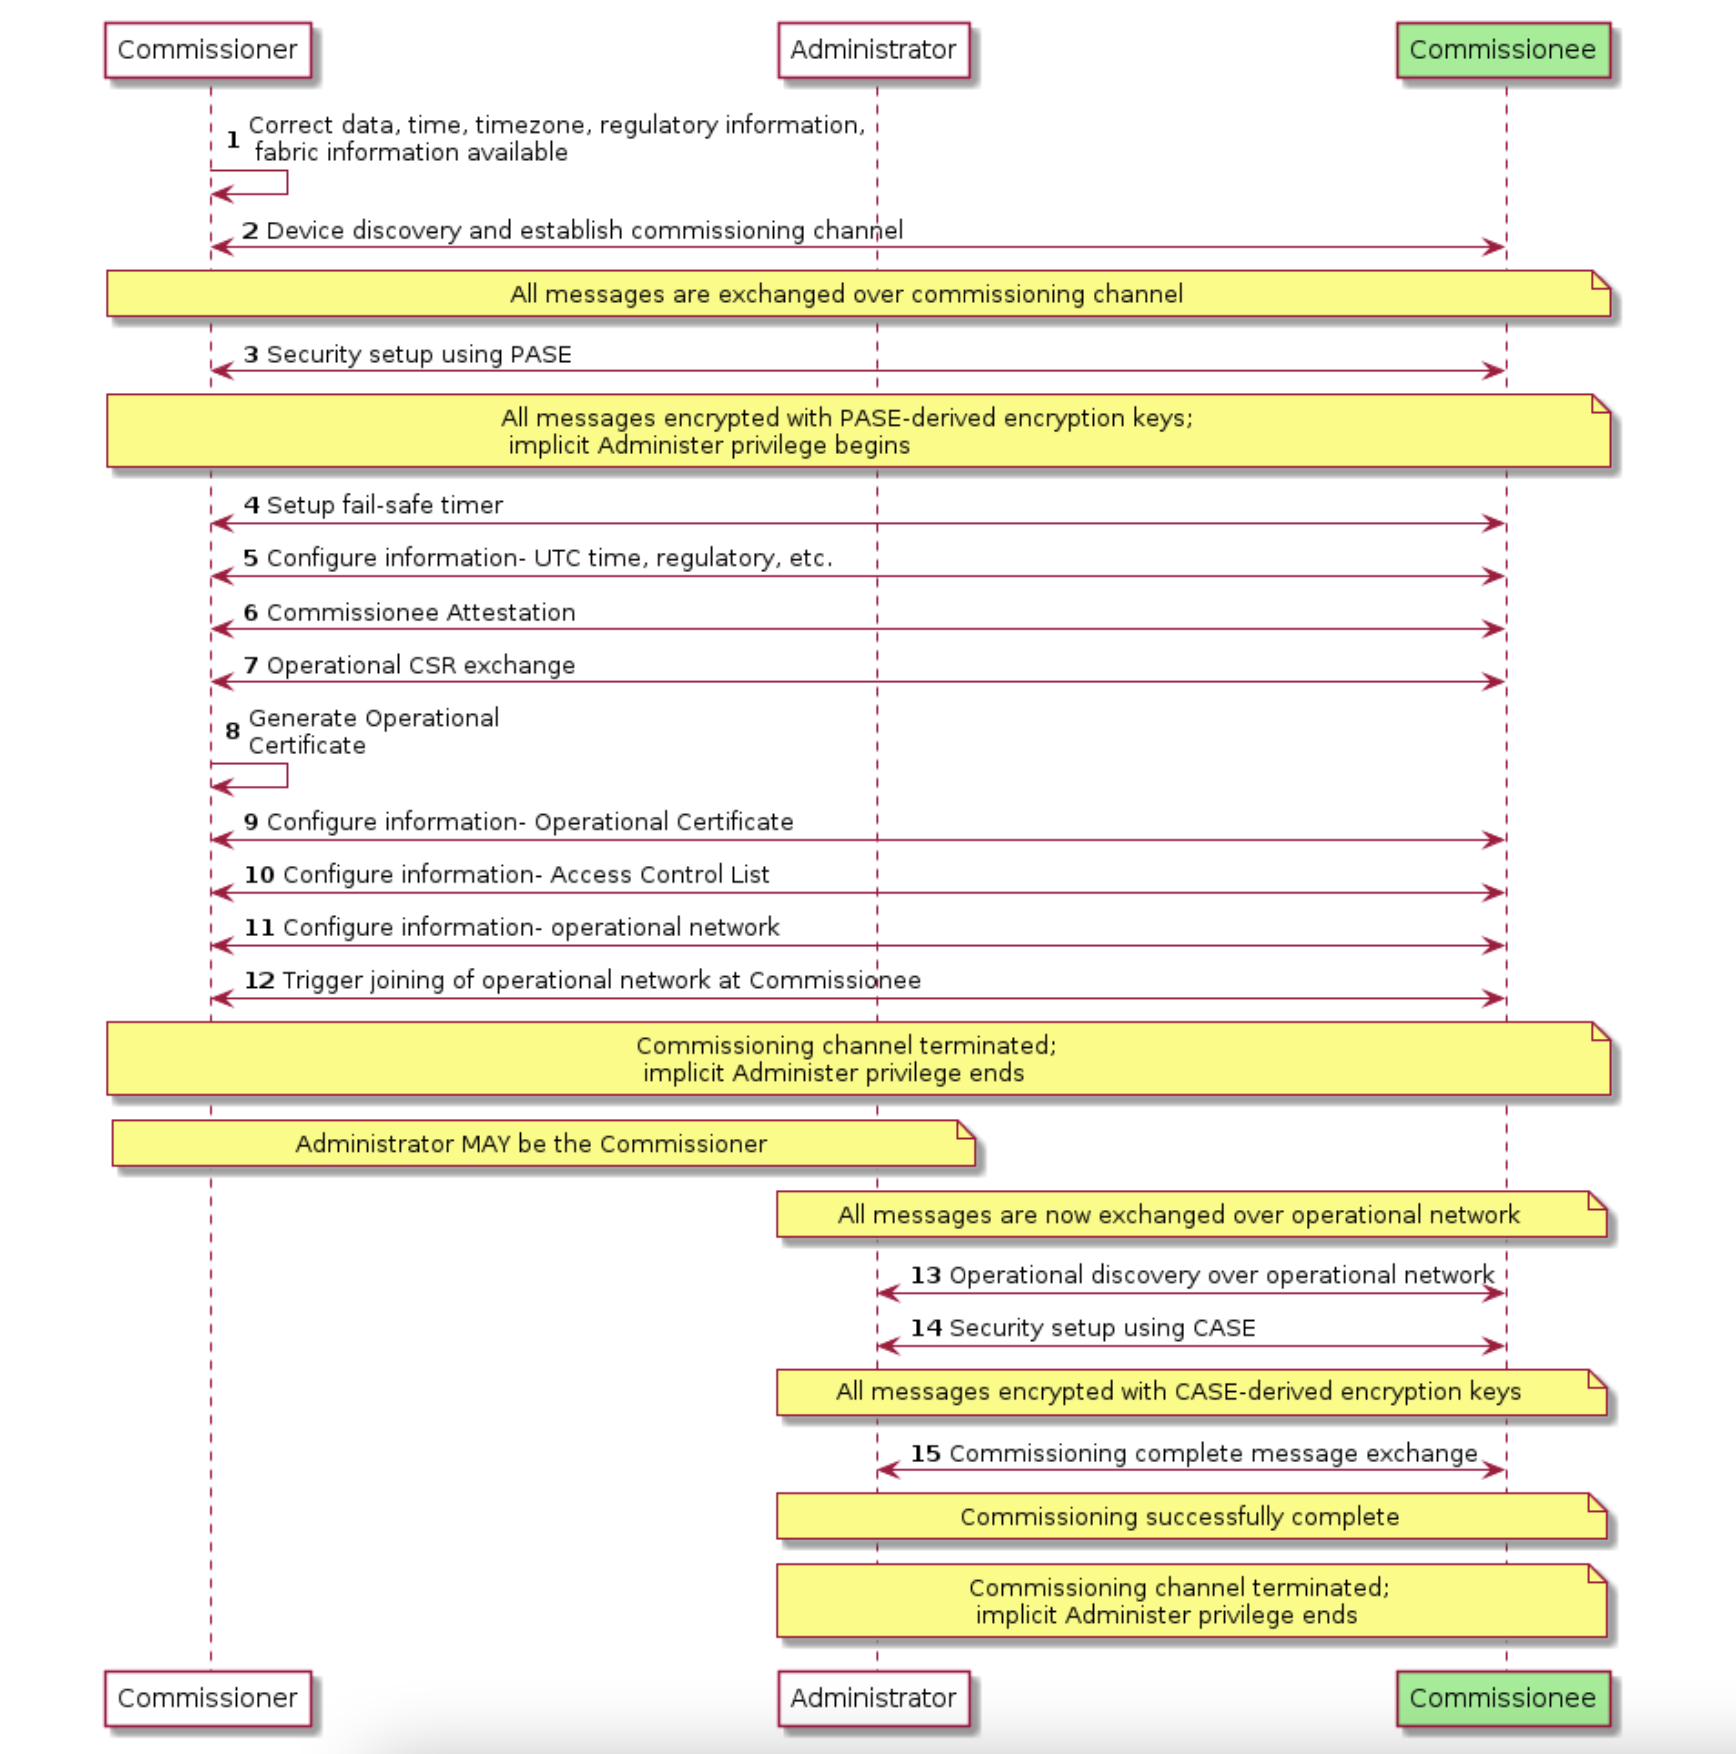 Commissioner
Administrator
Commissionee
1 Correct data, time, timezone, regulatory information,
fabric information available
2 Device discovery and establish commissioning channel
All messages are exchanged over commissioning channel
3 Security setup using PASE
All messages encrypted with PASE-derived encryption keys;
implicit Administer privilege begins
4 Setup fail-safe timer
5 Configure information- UTC time, regulatory, etc.
6 Commissionee Attestation
7 Operational CSR exchange
8 Generate Operational
Certificate
9 Configure information- Operational Certificate
10 Configure information- Access Control List
11 Configure information- operational network
12 Trigger joining of operational network at Commissionee
Commissioning channel terminated;
implicit Administer privilege ends
Administrator MAY be the Commissioner
All messages are now exchanged over operational network
13 Operational discovery over operational network
14 Security setup using CASE
All messages encrypted with CASE-derived encryption keys
15 Commissioning complete message exchange
Commissioning successfully complete
Commissioning channel terminated;
implicit Administer privilege ends
Commissioner
Administrator
Commissionee